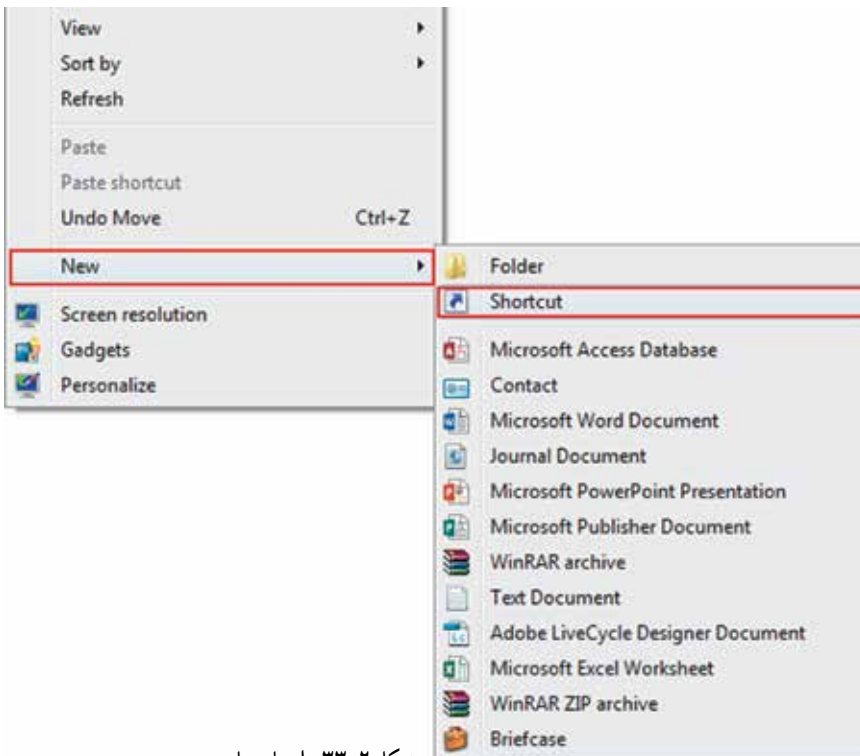 View
Sort by
Refresh
Paste
Paste shortcut
Undo Move Ctrl+Z
New
Screen resolution
Gadgets
Personalize
Folder
Shortcut
Microsoft Access Database
Contact
Microsoft Word Document
Journal Document
Microsoft PowerPoint Presentation
Microsoft Publisher Document
WinRAR archive
Text Document
Adobe LiveCycle Designer Document
Microsoft Excel Worksheet
WinRAR ZIP archive
Briefcase